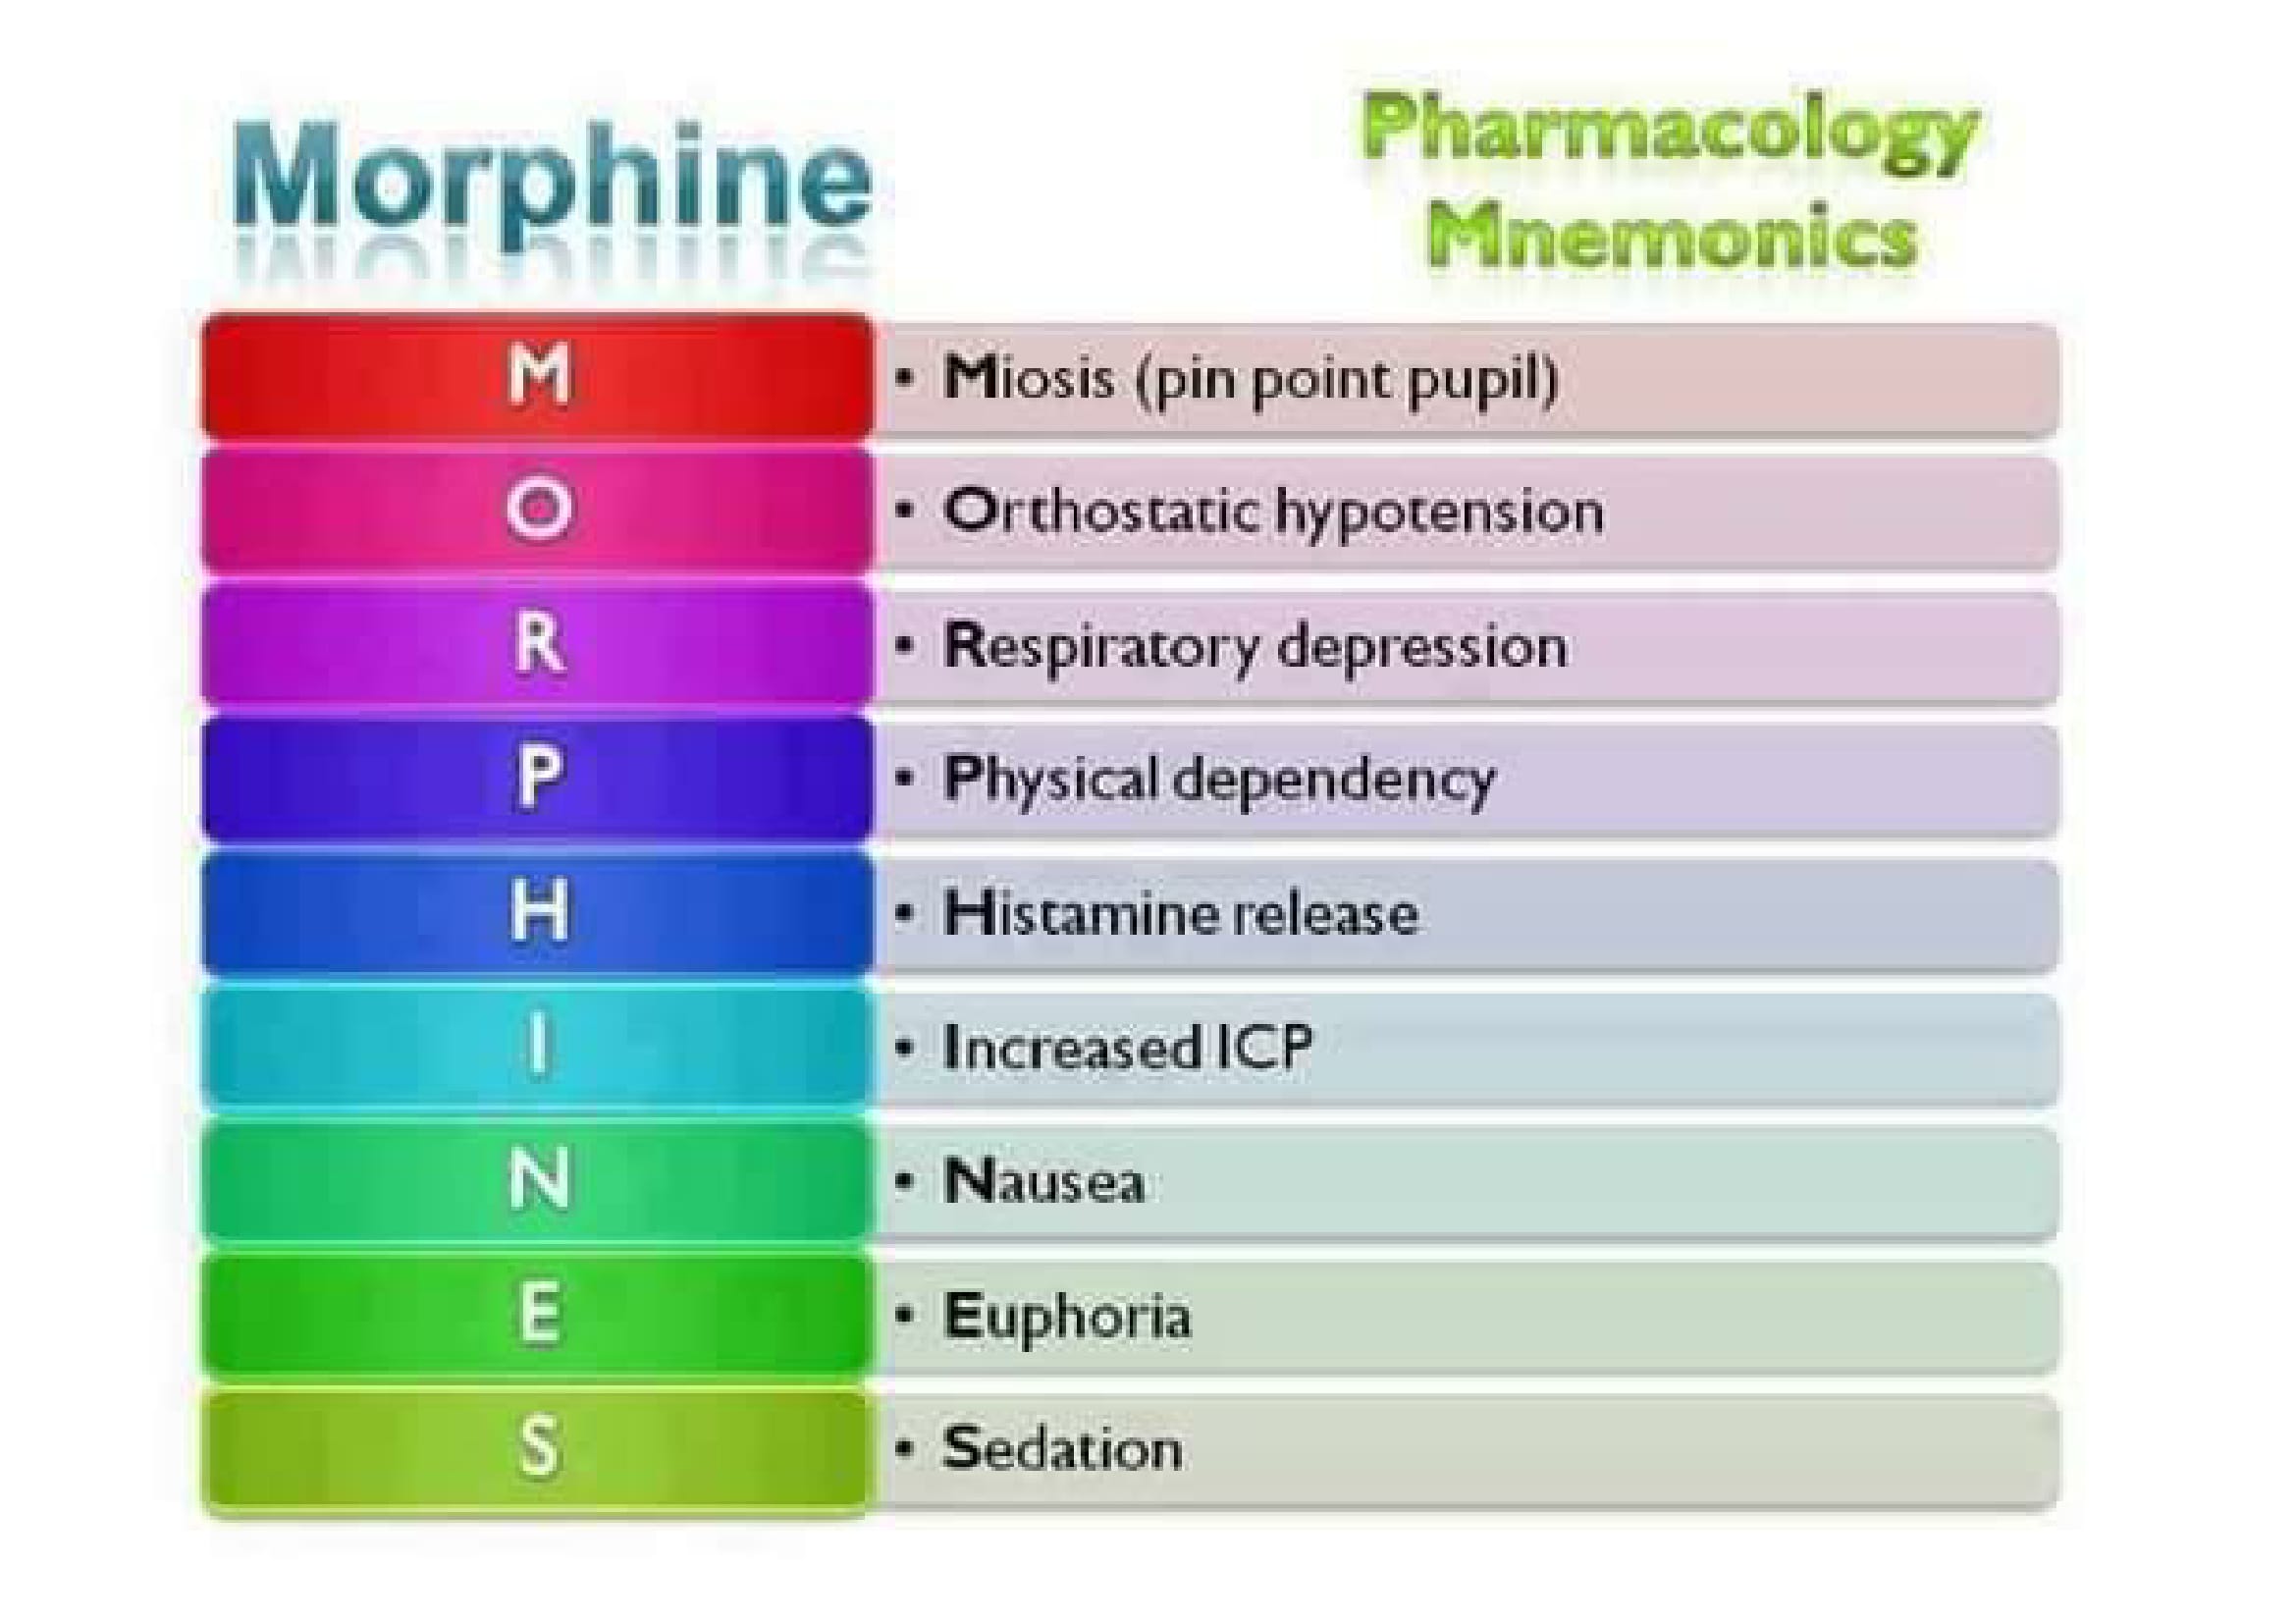 Morphine
Pharmacology
Mnemonics
M
• Miosis (pin point pupil)
O
• Orthostatic hypotension
R
• Respiratory depression
P
• Physical dependency
H
• Histamine release
I
• Increased ICP
N
• Nausea
E
• Euphoria
S
• Sedation